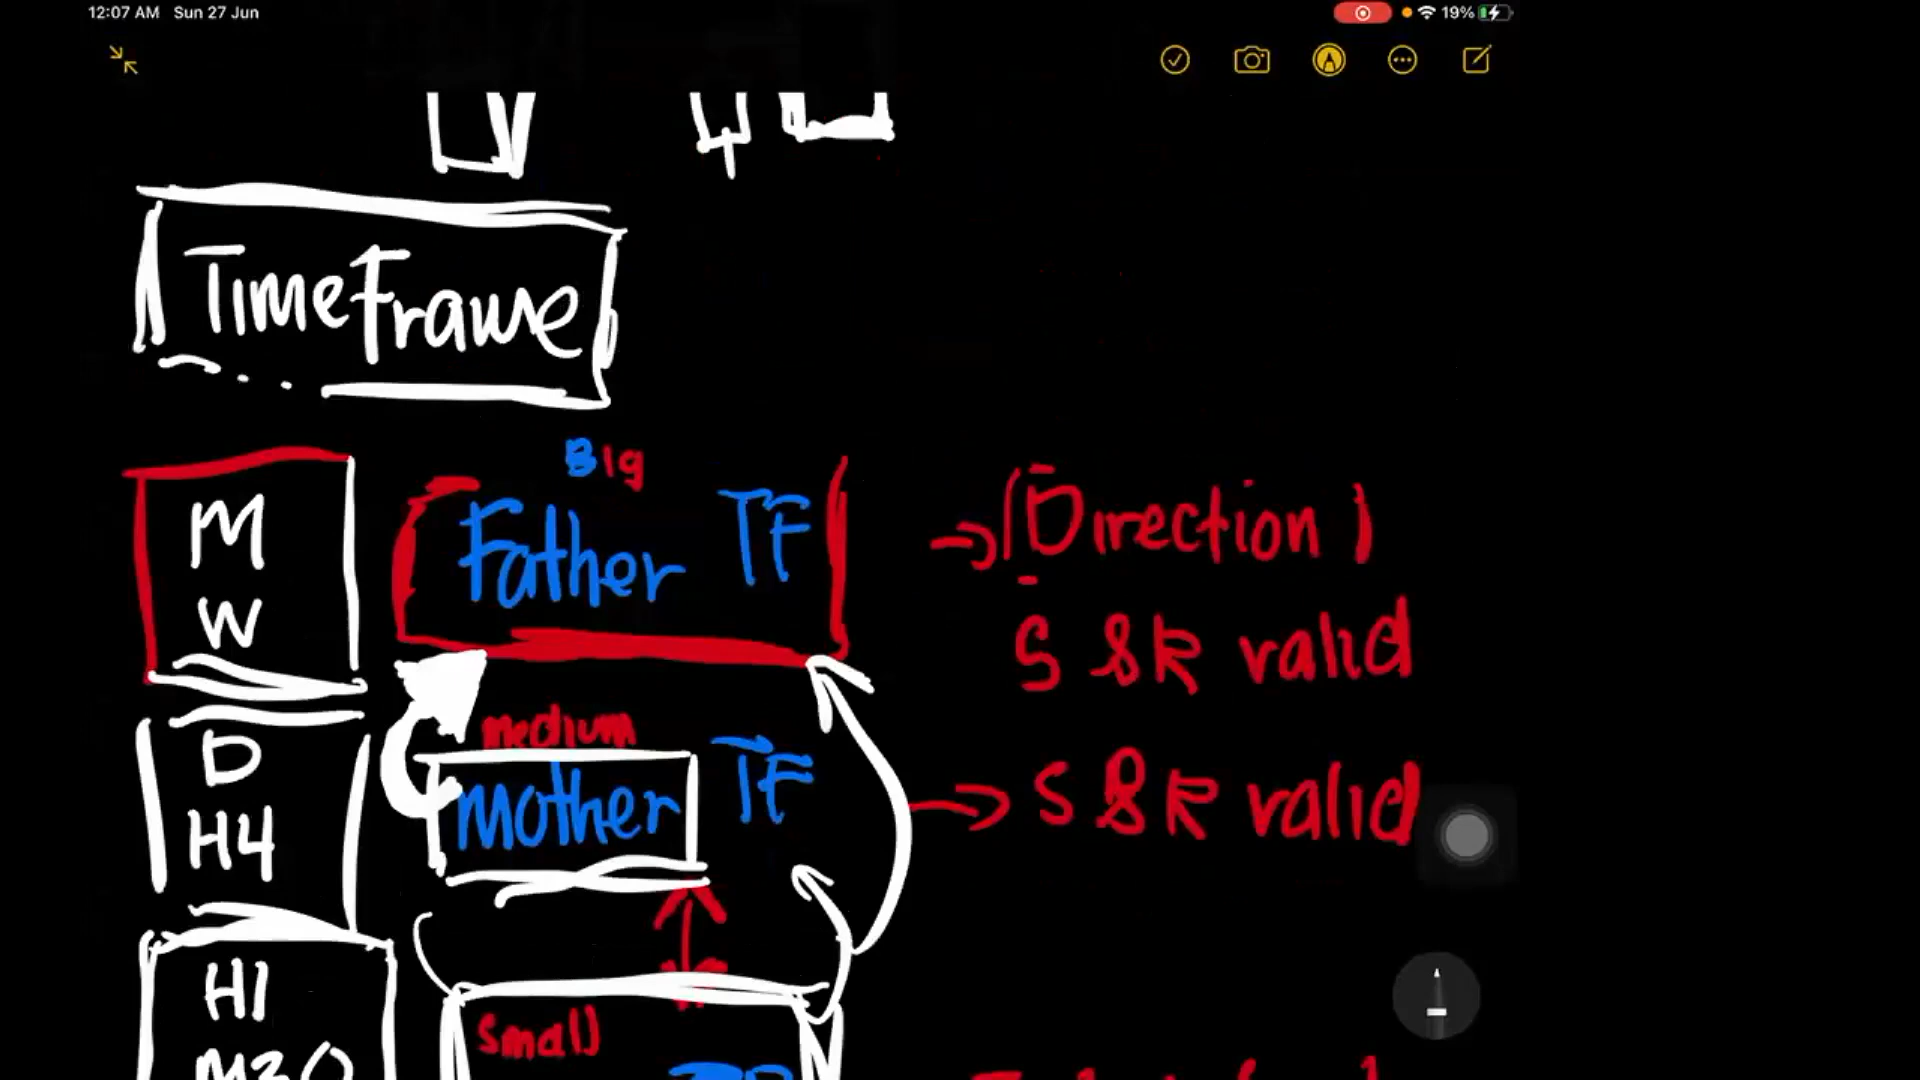 12:07 AM Sun 27 Jun
19%
TimeFrame
Big
M
W
Father TF
(Direction)
S & R valid
medium
D
H4
mother TF
S & R valid
H1
M30
small